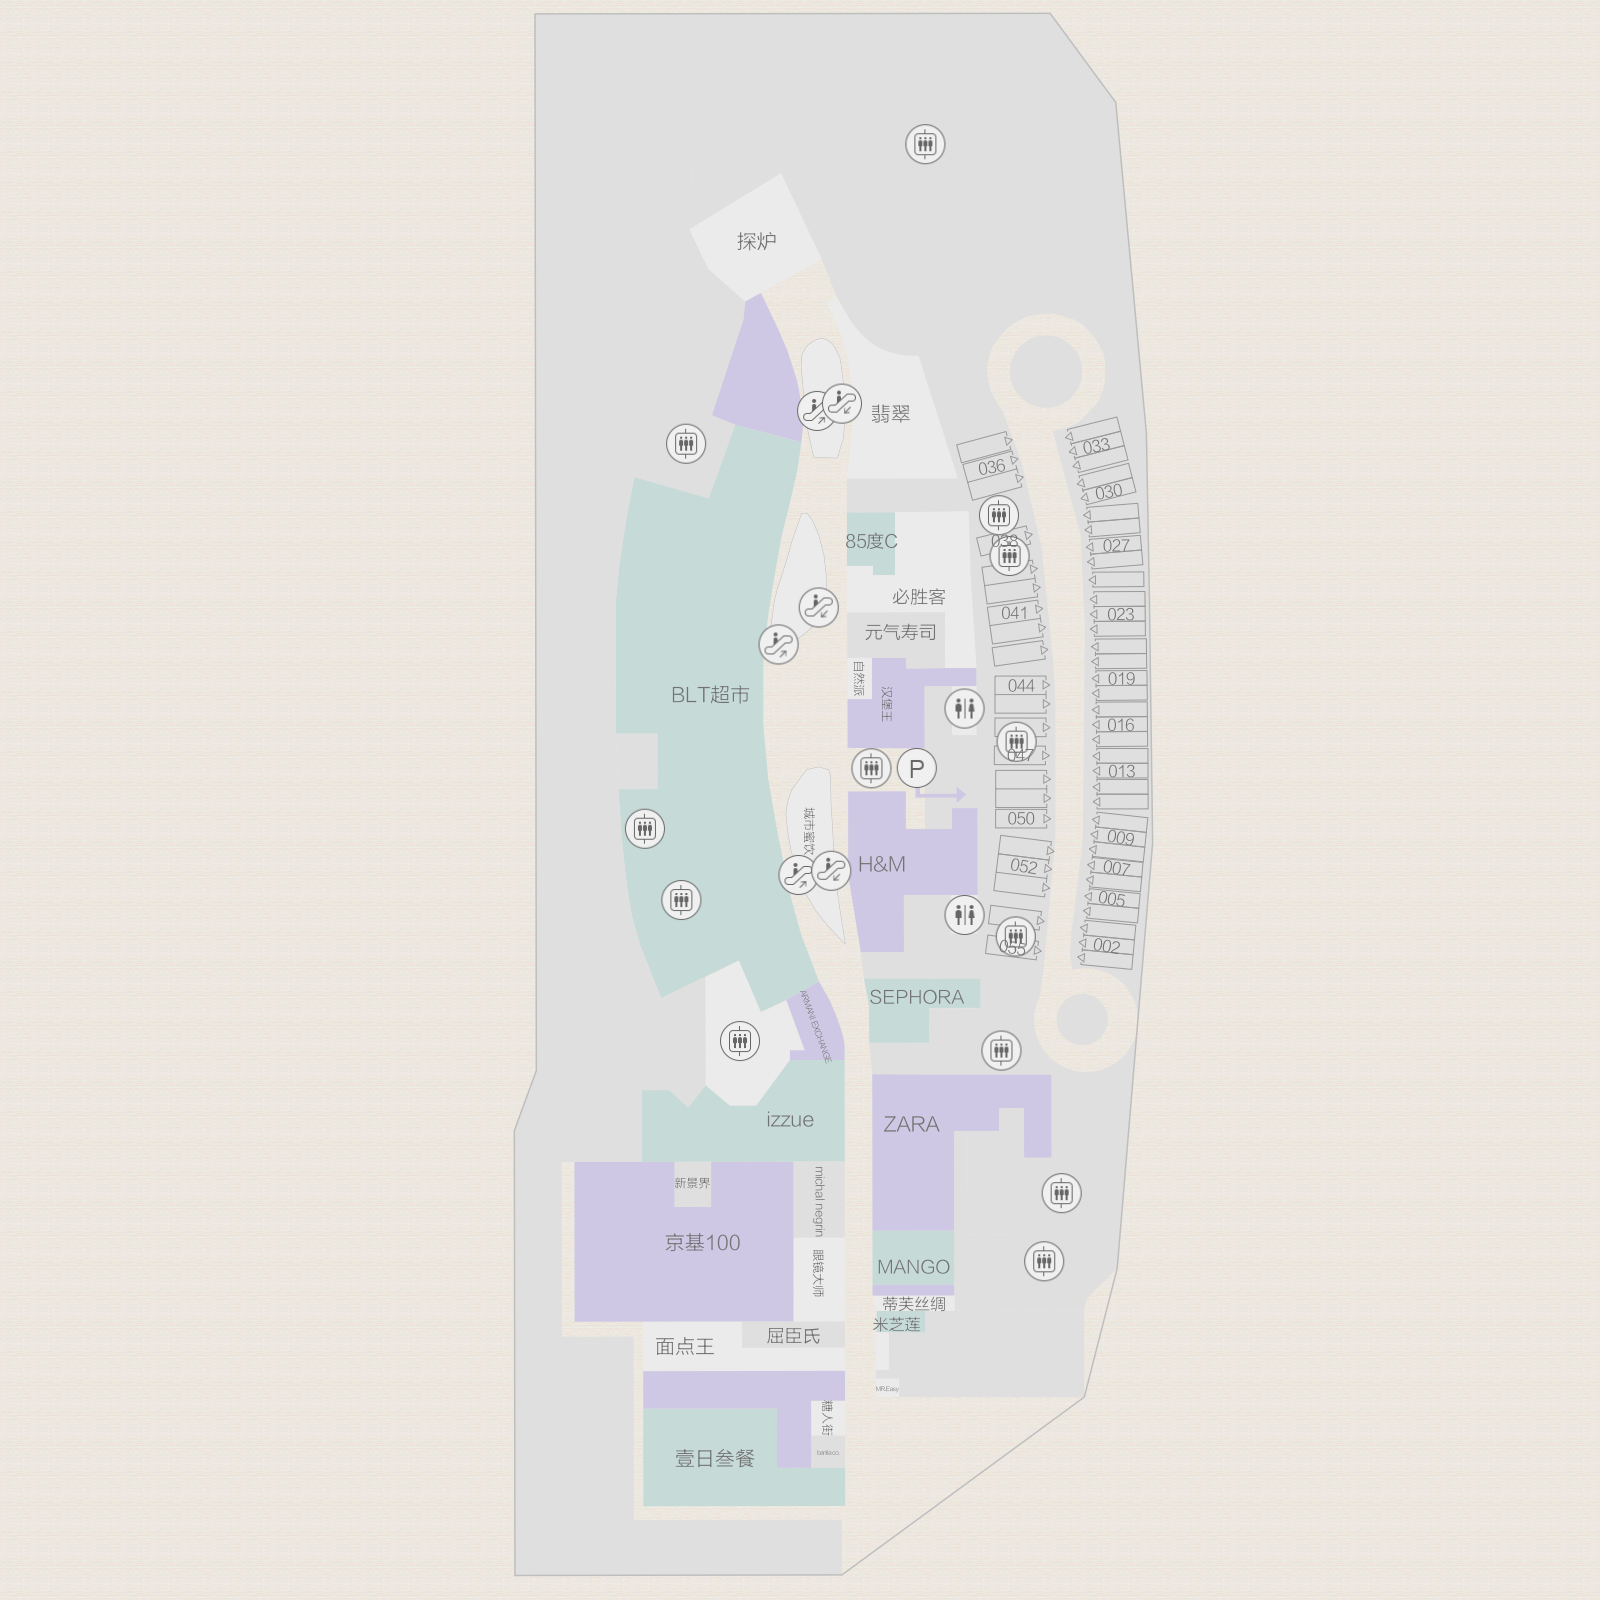 探炉
翡翠
033
036
030
038
027
85度C
必胜客
041
023
元气寿司
自然派
汉堡王
BLT超市
044
019
016
047
P
013
城市蜜饮
050
009
H&M
052
007
005
055
002
SEPHORA
ARMANI EXCHANGE
izzue
ZARA
新景界
michal negrin
京基100
眼镜大师
MANGO
蒂芙丝绸
米芝莲
屈臣氏
面点王
MR.Easy
糖人街
壹日叁餐